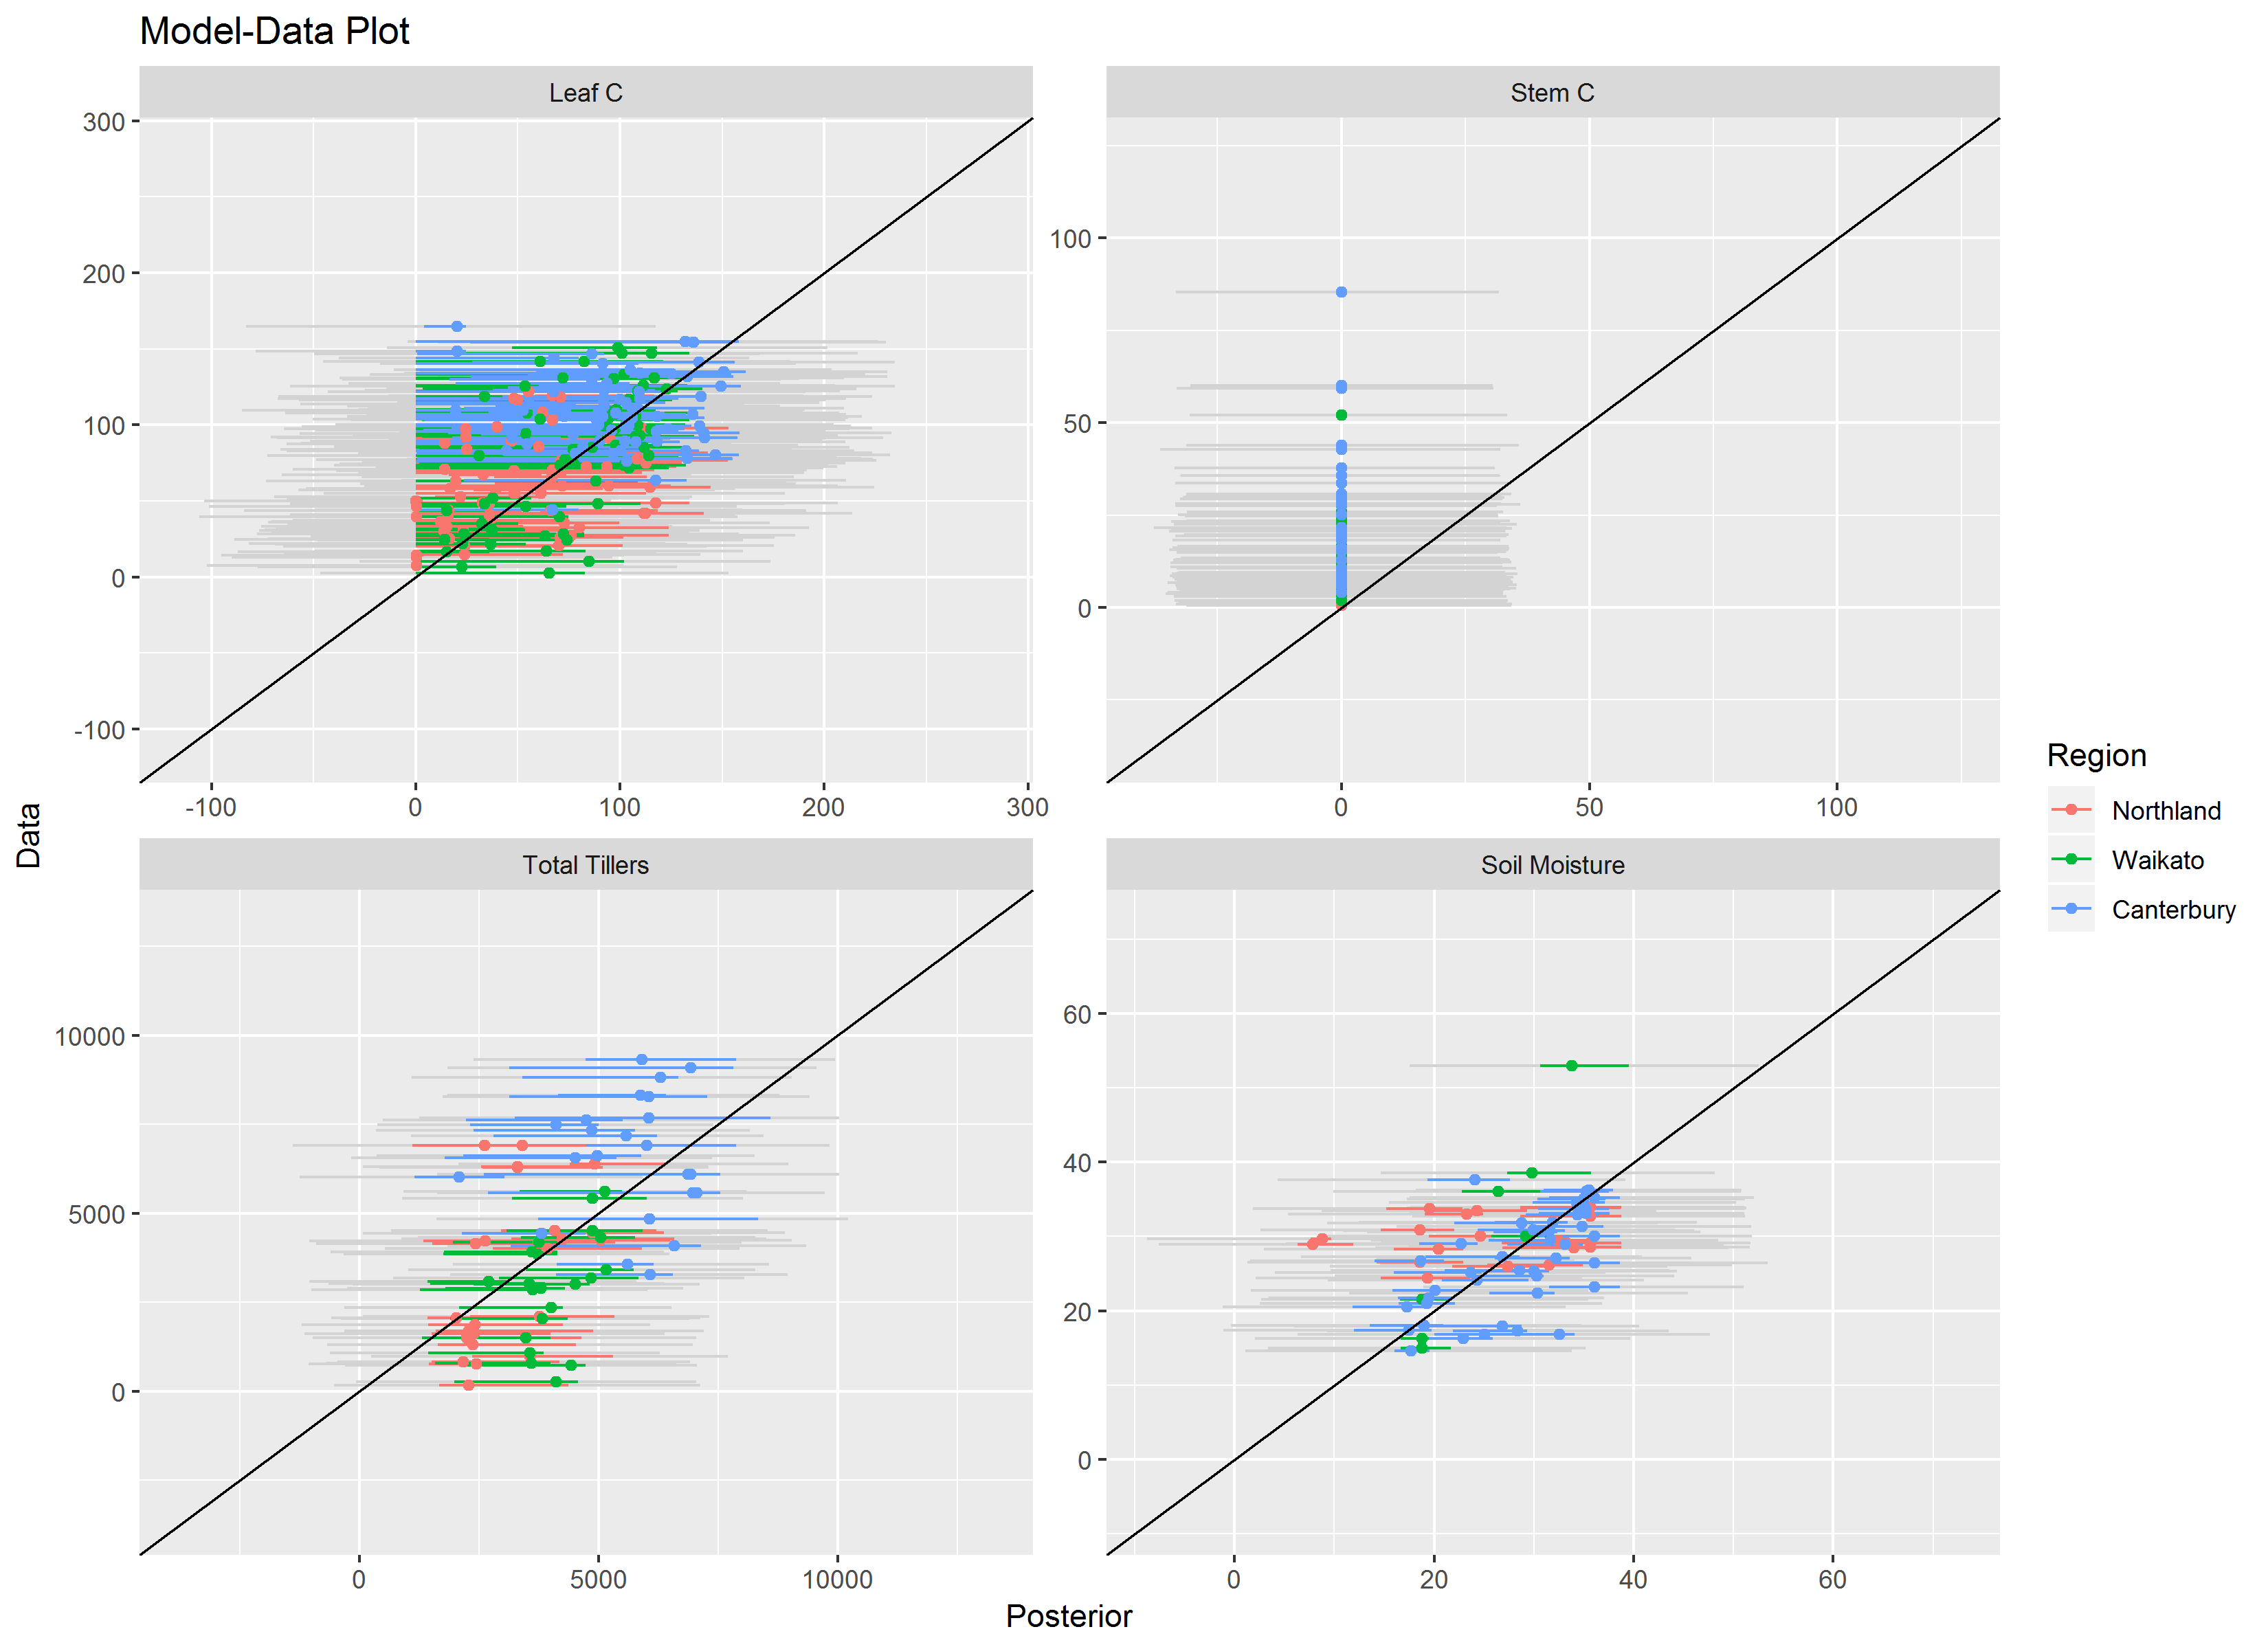 Model-Data Plot
Leaf C
Stem C
300
200
100
0
-100
100
50
0
-100 0 100 200 300
0 50 100
Total Tillers
Soil Moisture
10000
5000
0
60
40
20
0
0 5000 10000
0 20 40 60
Data
Posterior
Region
Northland
Waikato
Canterbury